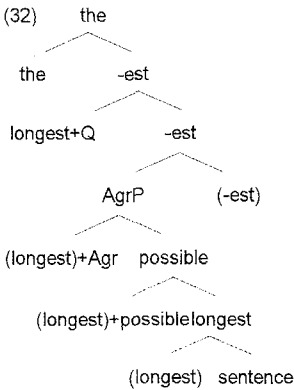 (32) the
the -est
longest+Q -est
AgrP (-est)
(longest)+Agr possible
(longest)+possible longest
(longest) sentence